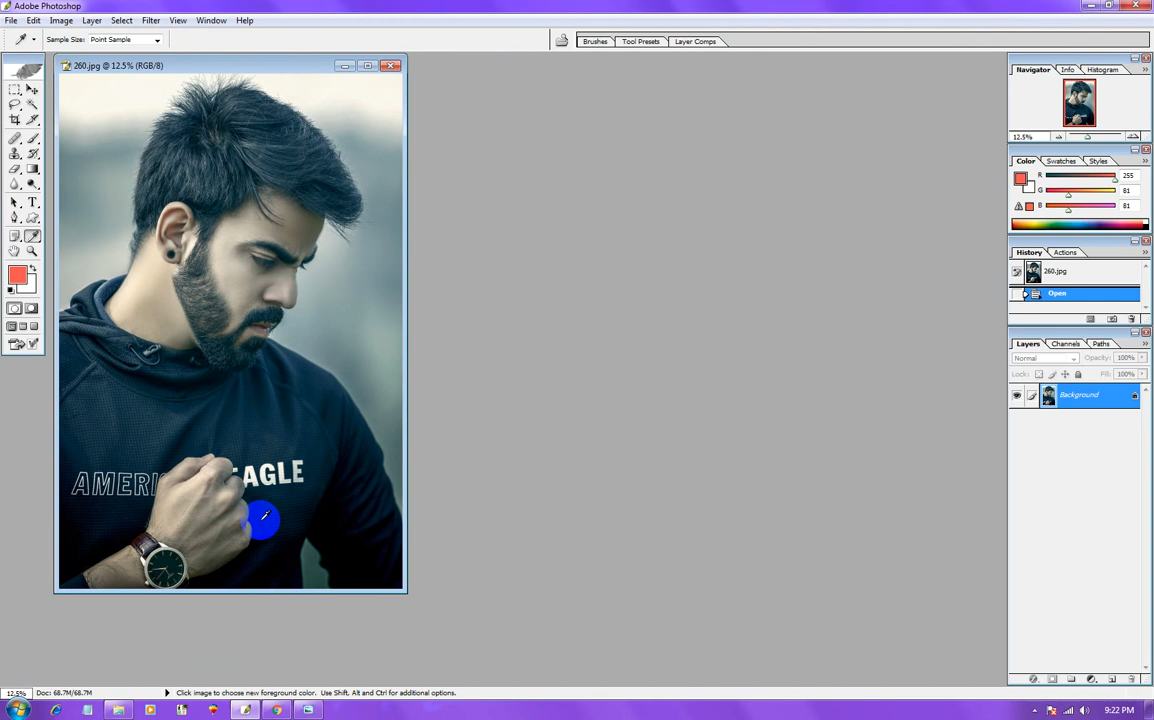 Adobe Photoshop
File Edit Image Layer Select Filter View Window Help
Sample Size: Point Sample
Brushes Tool Presets Layer Comps
260.jpg @ 12.5% (RGB/8)
AMERI EAGLE
Navigator Info Histogram
12.5%
Color Swatches Styles
R 255
G 81
B 81
History Actions
260.jpg
Open
Layers Channels Paths
Normal Opacity: 100%
Lock: Fill: 100%
Background
12.5% Doc: 68.7M/68.7M Click image to choose new foreground color. Use Shift, Alt and Ctrl for additional options.
9:22 PM